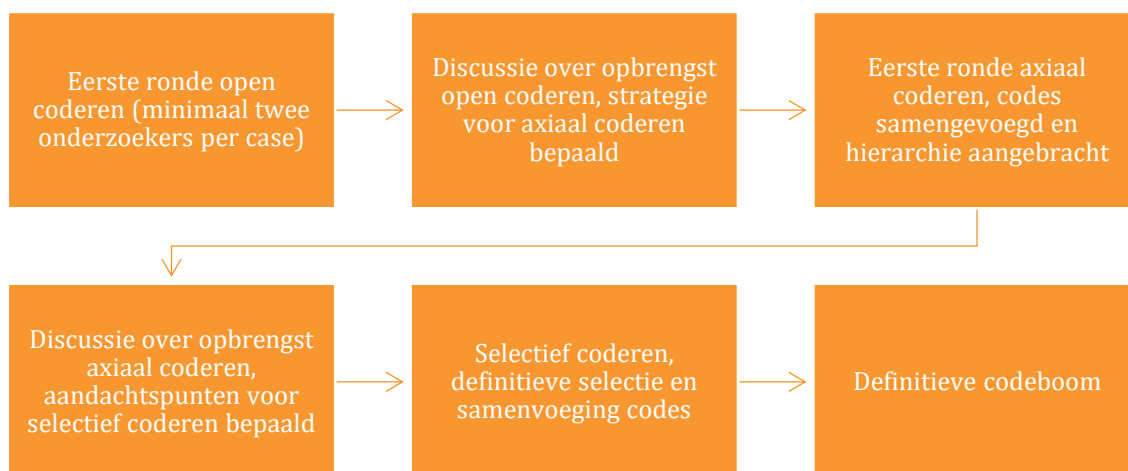 Eerste ronde open
coderen (minimaal twee
onderzoekers per case)
Discussie over opbrengst
open coderen, strategie
voor axiaal coderen
bepaald
Eerste ronde axiaal
coderen, codes
samengevoegd en
hierarchie aangebracht
Discussie over opbrengst
axiaal coderen,
aandachtspunten voor
selectief coderen bepaald
Selectief coderen,
definitieve selectie en
samenvoeging codes
Definitieve codeboom